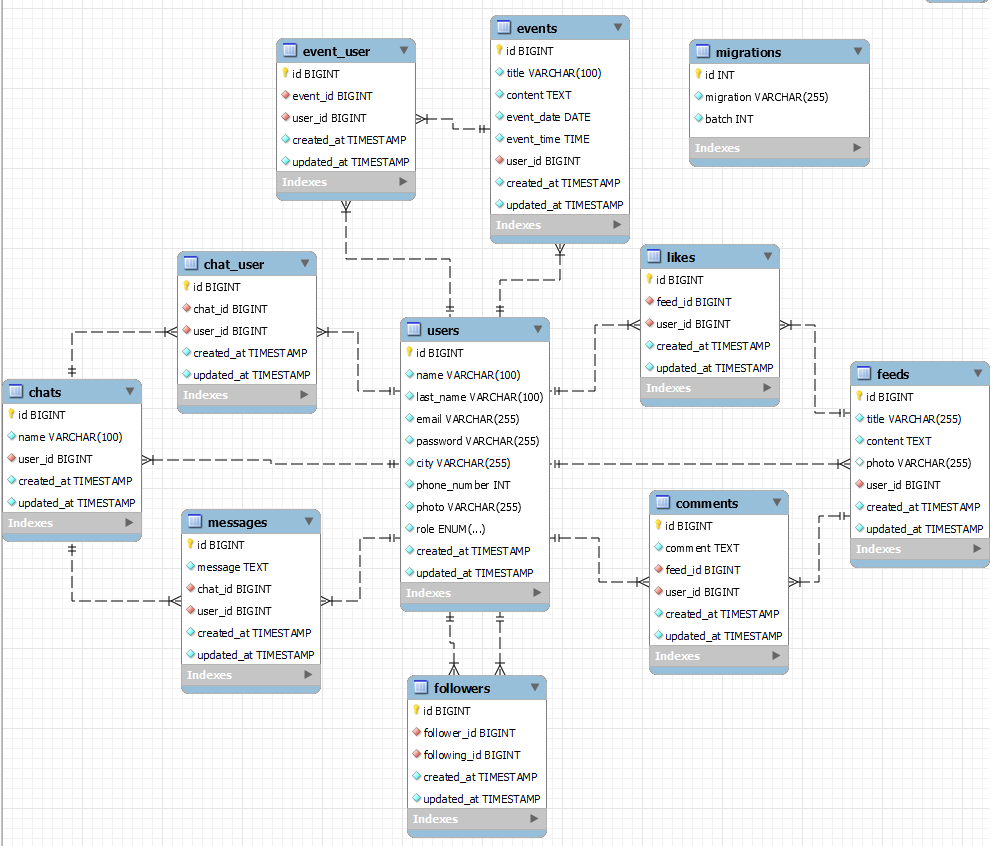 event_user
id BIGINT
event_id BIGINT
user_id BIGINT
created_at TIMESTAMP
updated_at TIMESTAMP
Indexes
events
id BIGINT
title VARCHAR(100)
content TEXT
event_date DATE
event_time TIME
user_id BIGINT
created_at TIMESTAMP
updated_at TIMESTAMP
Indexes
migrations
id INT
migration VARCHAR(255)
batch INT
Indexes
chat_user
id BIGINT
chat_id BIGINT
user_id BIGINT
created_at TIMESTAMP
updated_at TIMESTAMP
Indexes
likes
id BIGINT
feed_id BIGINT
user_id BIGINT
created_at TIMESTAMP
updated_at TIMESTAMP
Indexes
chats
id BIGINT
name VARCHAR(100)
user_id BIGINT
created_at TIMESTAMP
updated_at TIMESTAMP
Indexes
users
id BIGINT
name VARCHAR(100)
last_name VARCHAR(100)
email VARCHAR(255)
password VARCHAR(255)
city VARCHAR(255)
phone_number INT
photo VARCHAR(255)
role ENUM(...)
created_at TIMESTAMP
updated_at TIMESTAMP
Indexes
feeds
id BIGINT
title VARCHAR(255)
content TEXT
photo VARCHAR(255)
user_id BIGINT
created_at TIMESTAMP
updated_at TIMESTAMP
Indexes
messages
id BIGINT
message TEXT
chat_id BIGINT
user_id BIGINT
created_at TIMESTAMP
updated_at TIMESTAMP
Indexes
comments
id BIGINT
comment TEXT
feed_id BIGINT
user_id BIGINT
created_at TIMESTAMP
updated_at TIMESTAMP
Indexes
followers
id BIGINT
follower_id BIGINT
following_id BIGINT
created_at TIMESTAMP
updated_at TIMESTAMP
Indexes